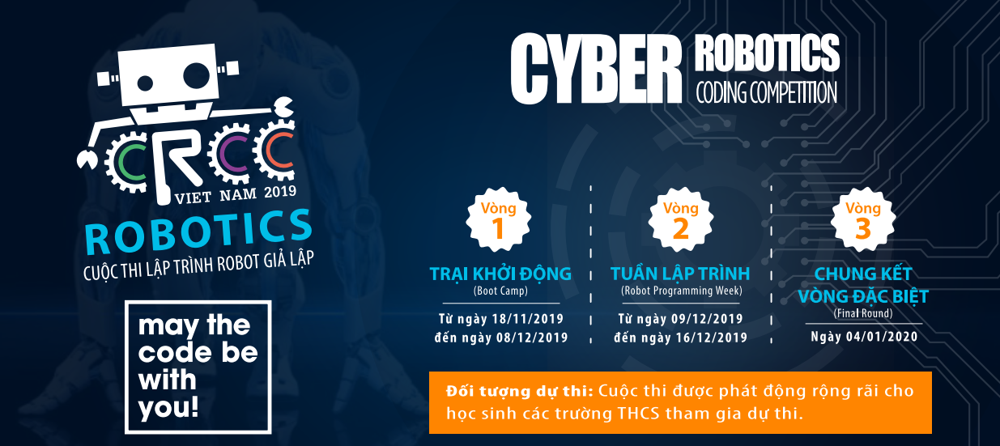 CRCC
VIET NAM 2019
ROBOTICS
CUỘC THI LẬP TRÌNH ROBOT GIẢ LẬP
may the
code be
with
you!
CYBER ROBOTICS
CODING COMPETITION
Vòng
1
TRẠI KHỞI ĐỘNG
(Boot Camp)
Từ ngày 18/11/2019
đến ngày 08/12/2019
Vòng
2
TUẦN LẬP TRÌNH
(Robot Programming Week)
Từ ngày 09/12/2019
đến ngày 16/12/2019
Vòng
3
CHUNG KẾT
VÒNG ĐẶC BIỆT
(Final Round)
Ngày 04/01/2020
Đối tượng dự thi: Cuộc thi được phát động rộng rãi cho
học sinh các trường THCS tham gia dự thi.